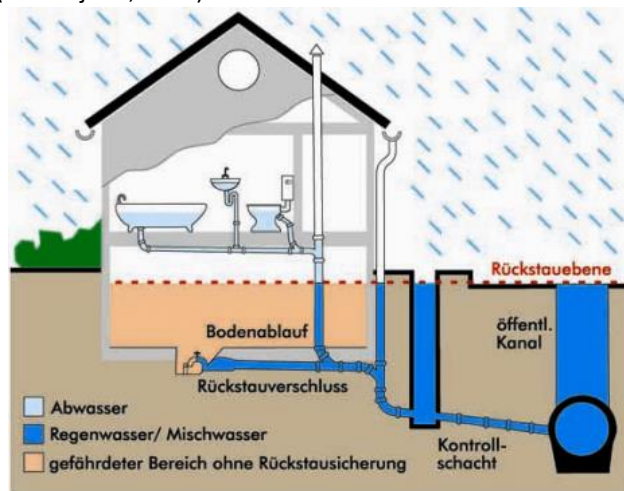 Rückstauebene
öffentl.
Kanal
Bodenablauf
Rückstauverschluss
Kontroll-
schacht
Abwasser
Regenwasser/ Mischwasser
gefährdeter Bereich ohne Rückstausicherung